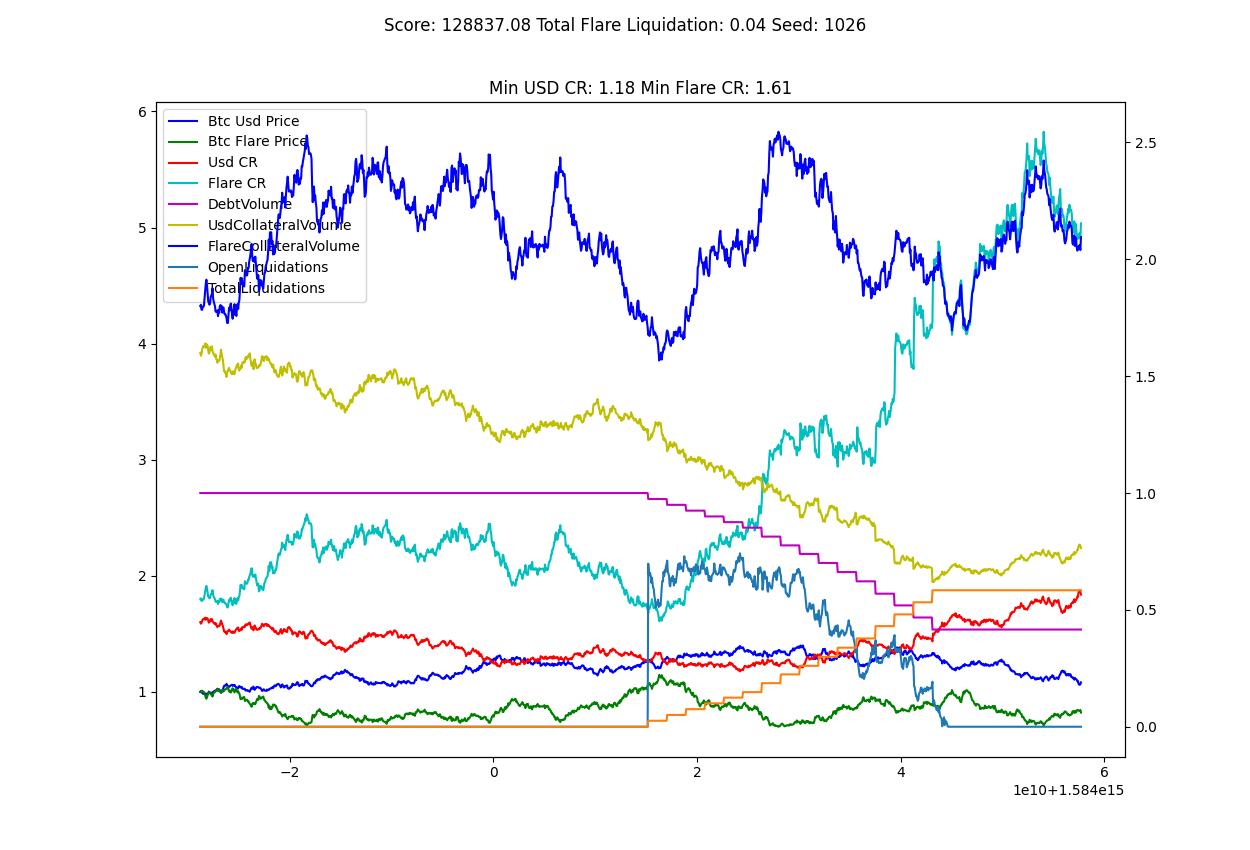 Score: 128837.08 Total Flare Liquidation: 0.04 Seed: 1026
Min USD CR: 1.18 Min Flare CR: 1.61
6
5
4
3
2
1
Btc Usd Price
Btc Flare Price
Usd CR
Flare CR
DebtVolume
UsdCollateralVolume
FlareCollateralVolume
OpenLiquidations
TotalLiquidations
2.5
2.0
1.5
1.0
0.5
0.0
−2 0 2 4 6
1e10+1.584e15